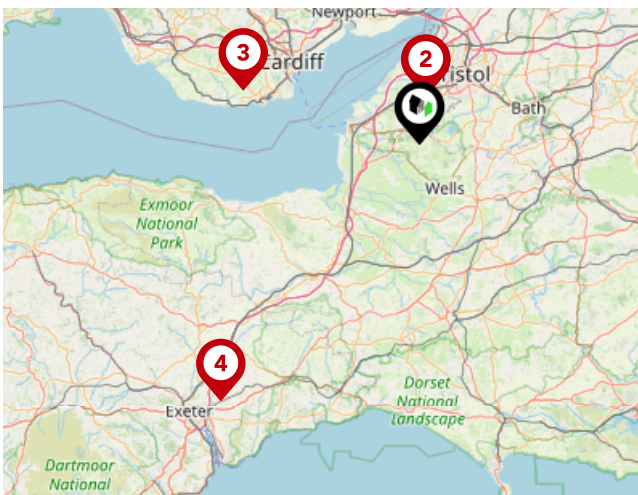 Newport
3
Cardiff
2
Bristol
Bath
Wells
Exmoor
National
Park
4
Exeter
Dorset
National
Landscape
Dartmoor
National